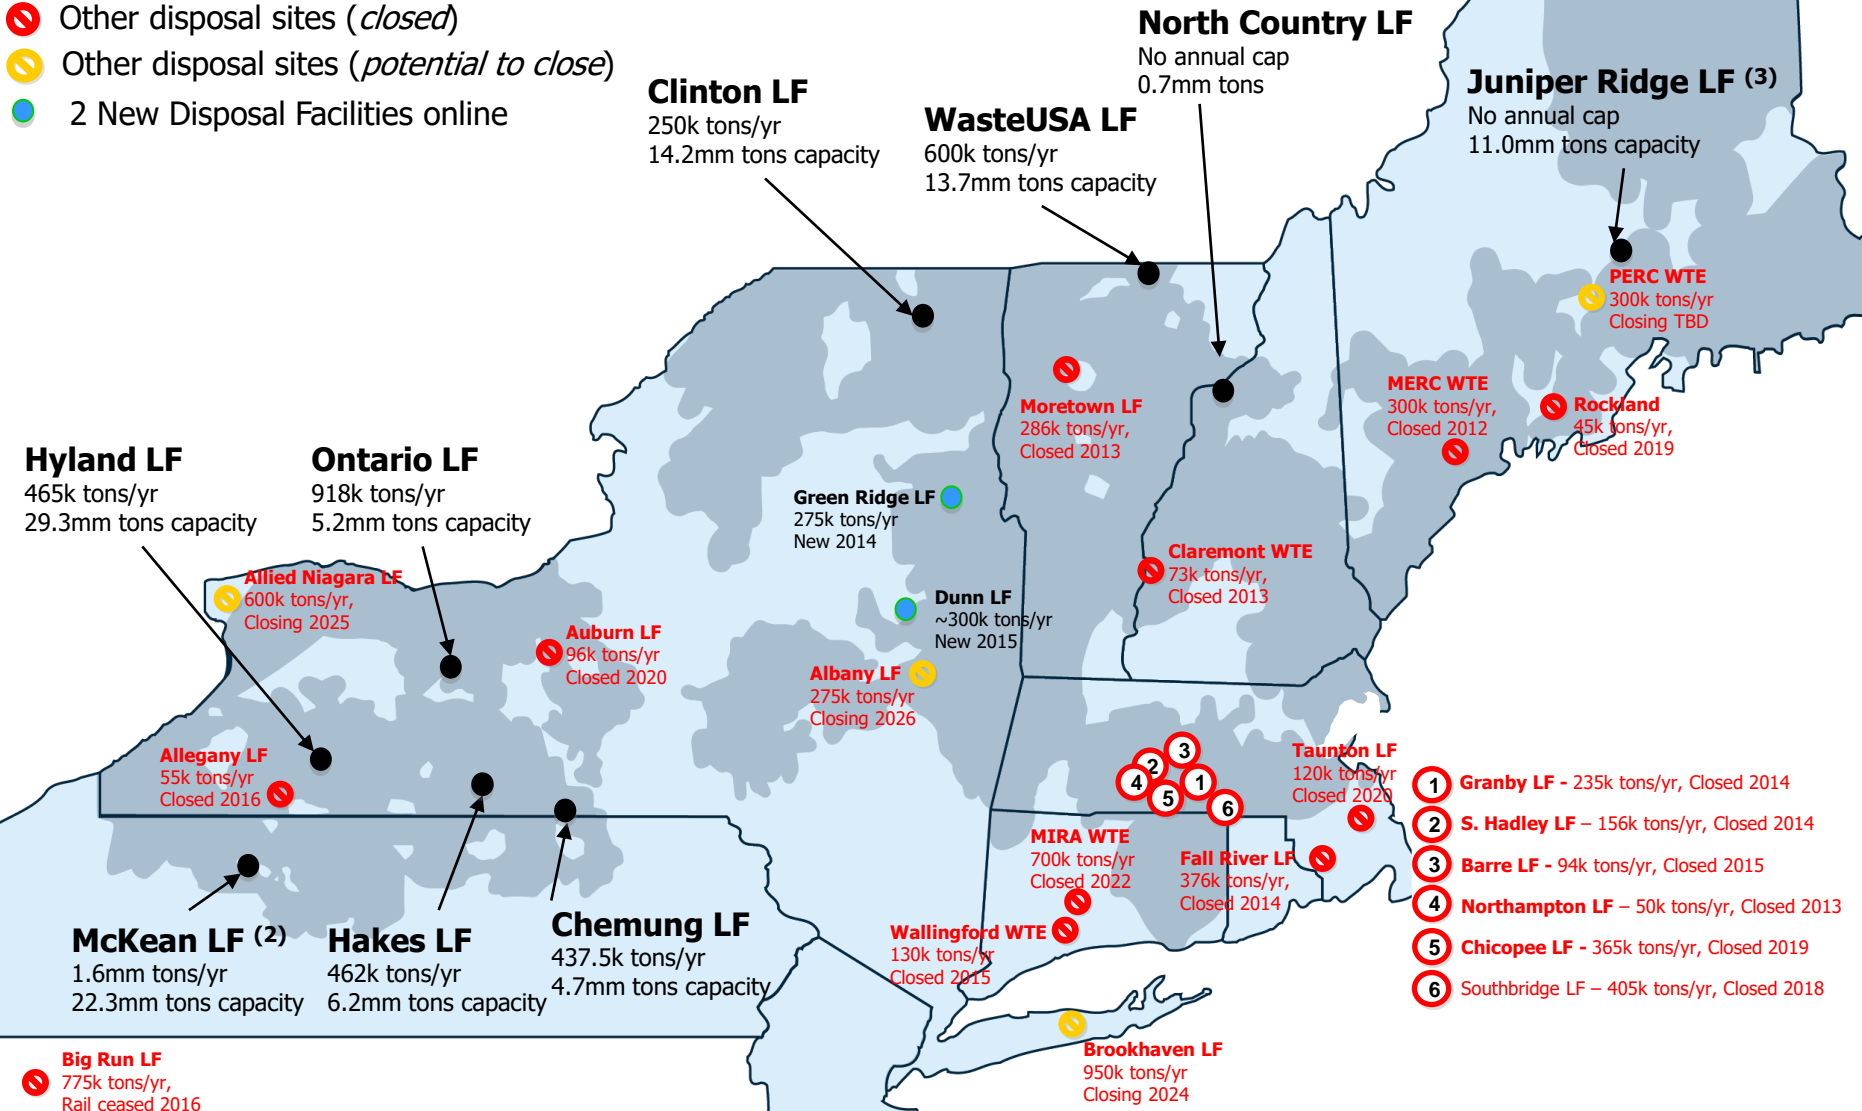 Other disposal sites (closed)
Other disposal sites (potential to close)
2 New Disposal Facilities online
Clinton LF
250k tons/yr
14.2mm tons capacity
WasteUSA LF
600k tons/yr
13.7mm tons capacity
North Country LF
No annual cap
0.7mm tons
Juniper Ridge LF (3)
No annual cap
11.0mm tons capacity
PERC WTE
300k tons/yr
Closing TBD
MERC WTE
300k tons/yr,
Closed 2012
Rockland
45k tons/yr,
Closed 2019
Moretown LF
286k tons/yr,
Closed 2013
Hyland LF
465k tons/yr
29.3mm tons capacity
Ontario LF
918k tons/yr
5.2mm tons capacity
Green Ridge LF
275k tons/yr
New 2014
Claremont WTE
73k tons/yr,
Closed 2013
Allied Niagara LF
600k tons/yr,
Closing 2025
Dunn LF
~300k tons/yr
New 2015
Auburn LF
96k tons/yr
Closed 2020
Albany LF
275k tons/yr
Closing 2026
Allegany LF
55k tons/yr
Closed 2016
3
2
4
1
5
6
Taunton LF
120k tons/yr
Closed 2020
MIRA WTE
700k tons/yr
Closed 2022
Fall River LF
376k tons/yr,
Closed 2014
Wallingford WTE
130k tons/yr
Closed 2015
1 Granby LF - 235k tons/yr, Closed 2014
2 S. Hadley LF – 156k tons/yr, Closed 2014
3 Barre LF - 94k tons/yr, Closed 2015
4 Northampton LF – 50k tons/yr, Closed 2013
5 Chicopee LF - 365k tons/yr, Closed 2019
6 Southbridge LF – 405k tons/yr, Closed 2018
McKean LF (2)
1.6mm tons/yr
22.3mm tons capacity
Hakes LF
462k tons/yr
6.2mm tons capacity
Chemung LF
437.5k tons/yr
4.7mm tons capacity
Brookhaven LF
950k tons/yr
Closing 2024
Big Run LF
775k tons/yr,
Rail ceased 2016